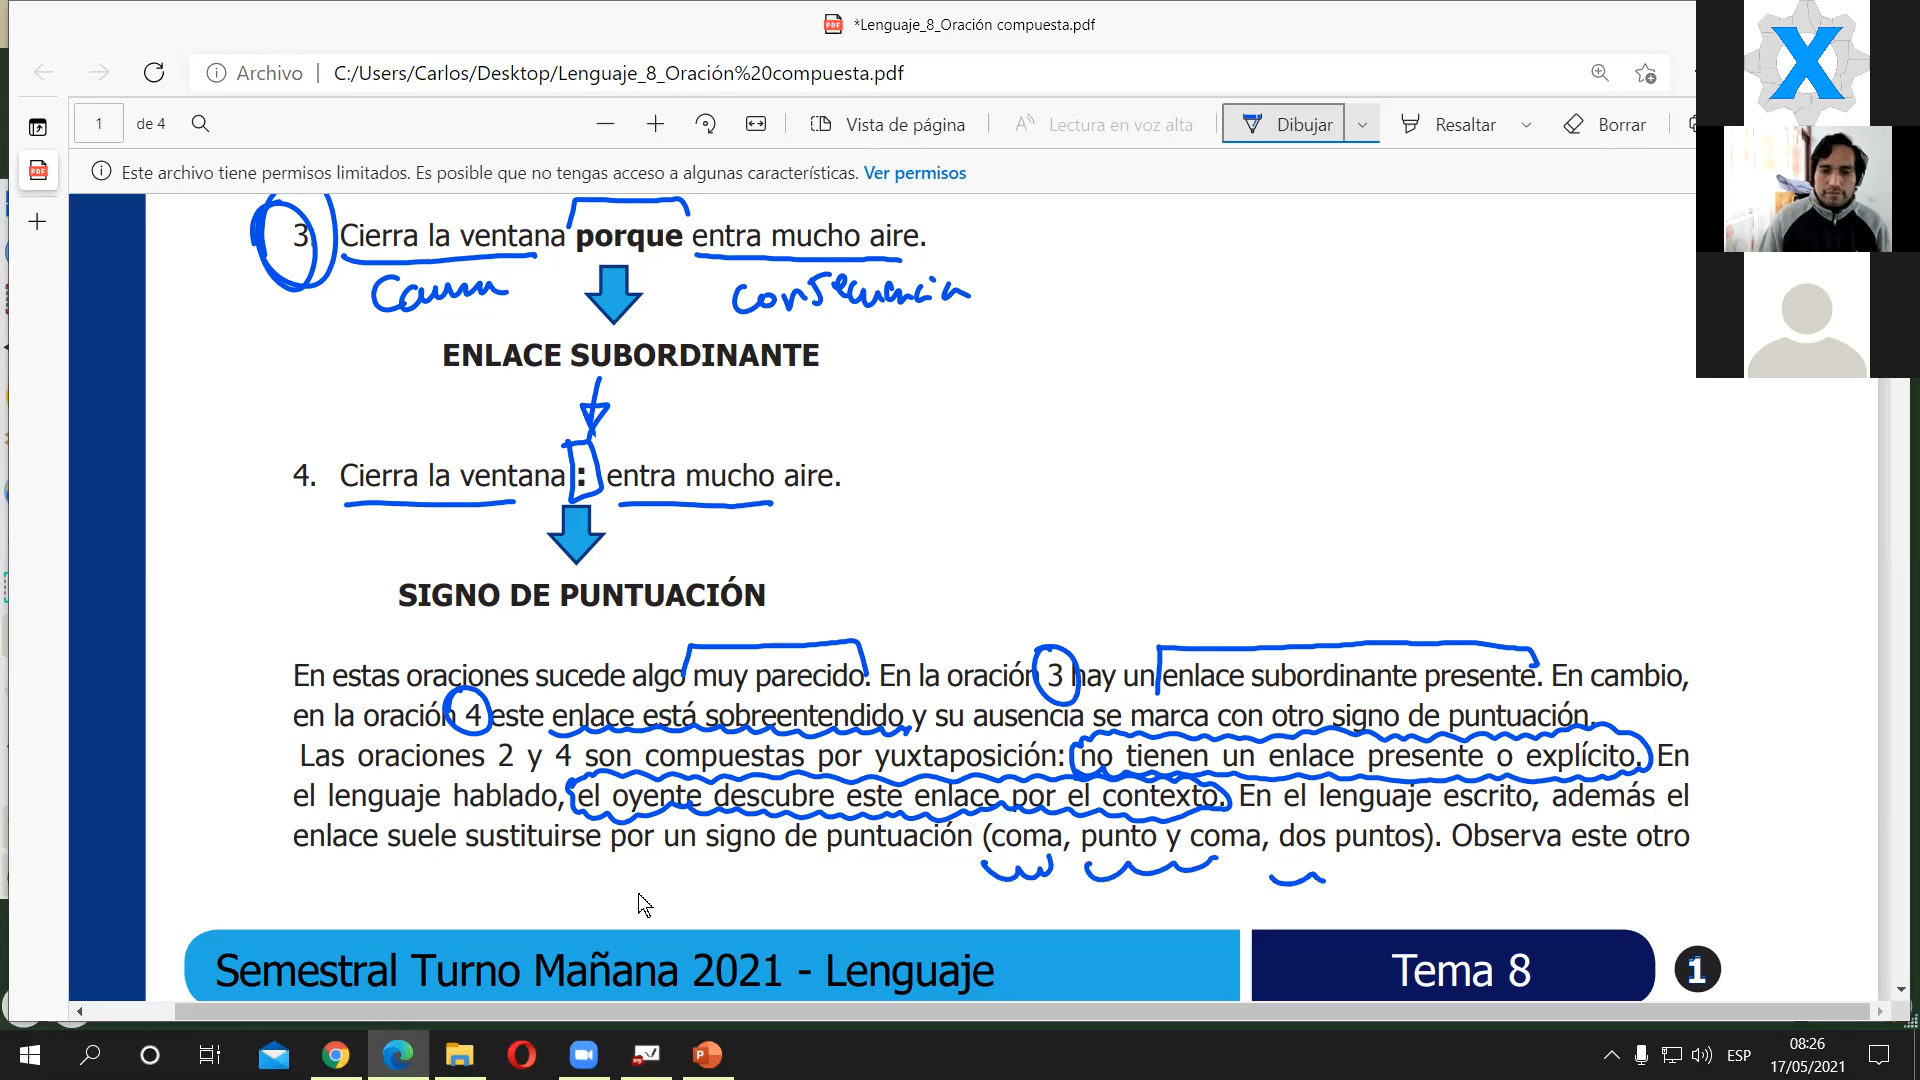 *Lenguaje_8_Oración compuesta.pdf
Archivo | C:/Users/Carlos/Desktop/Lenguaje_8_Oración%20compuesta.pdf
1 de 4 Vista de página Lectura en voz alta Dibujar Resaltar Borrar
Este archivo tiene permisos limitados. Es posible que no tengas acceso a algunas características. Ver permisos
3. Cierra la ventana porque entra mucho aire.
Causa consecuencia
ENLACE SUBORDINANTE
4. Cierra la ventana : entra mucho aire.
SIGNO DE PUNTUACIÓN
En estas oraciones sucede algo muy parecido. En la oración 3 hay un enlace subordinante presente. En cambio,
en la oración 4 este enlace está sobreentendido y su ausencia se marca con otro signo de puntuación.
Las oraciones 2 y 4 son compuestas por yuxtaposición: no tienen un enlace presente o explícito. En
el lenguaje hablado, el oyente descubre este enlace por el contexto. En el lenguaje escrito, además el
enlace suele sustituirse por un signo de puntuación (coma, punto y coma, dos puntos). Observa este otro
Semestral Turno Mañana 2021 - Lenguaje Tema 8 1
ESP
08:26
17/05/2021